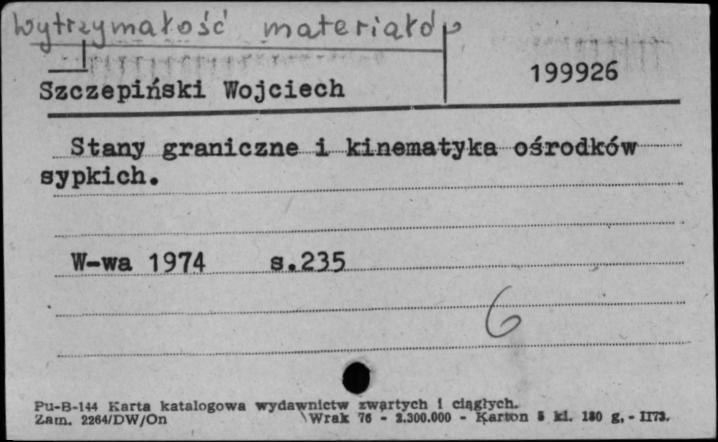 Wytrzymałość materiałów
199926
Szczepiński Wojciech
Stany graniczne i kinematyka ośrodków
sypkich.
W-wa 1974 s.235
6
Pu-B-144 Karta katalogowa wydawnictw zwartych i ciągłych.
Zam. 2264/DW/On Wrak 76 - 2.300.000 - Karton 5 kl. 180 g. - 1173.